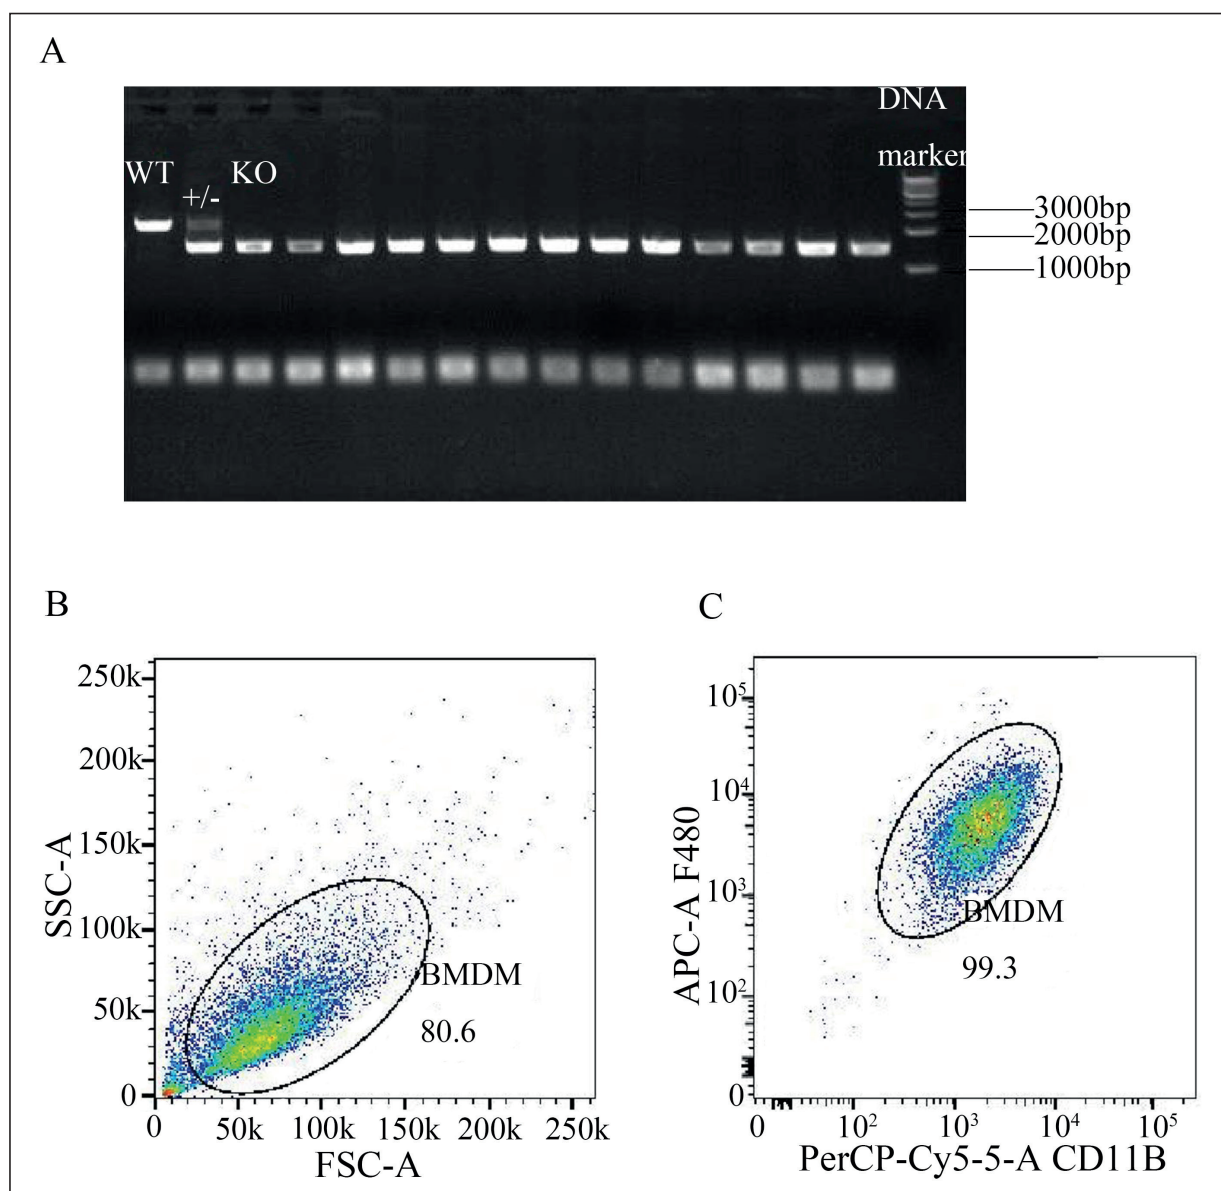 A
DNA
marker
WT
+/-
KO
3000bp
2000bp
1000bp
B
250k
200k
150k
100k
50k
0
SSC-A
BMDM
80.6
0
50k
100k
150k
200k
250k
FSC-A
C
10⁵
10⁴
10³
10²
0
APC-A F480
BMDM
99.3
0
10²
10³
10⁴
10⁵
PerCP-Cy5-5-A CD11B